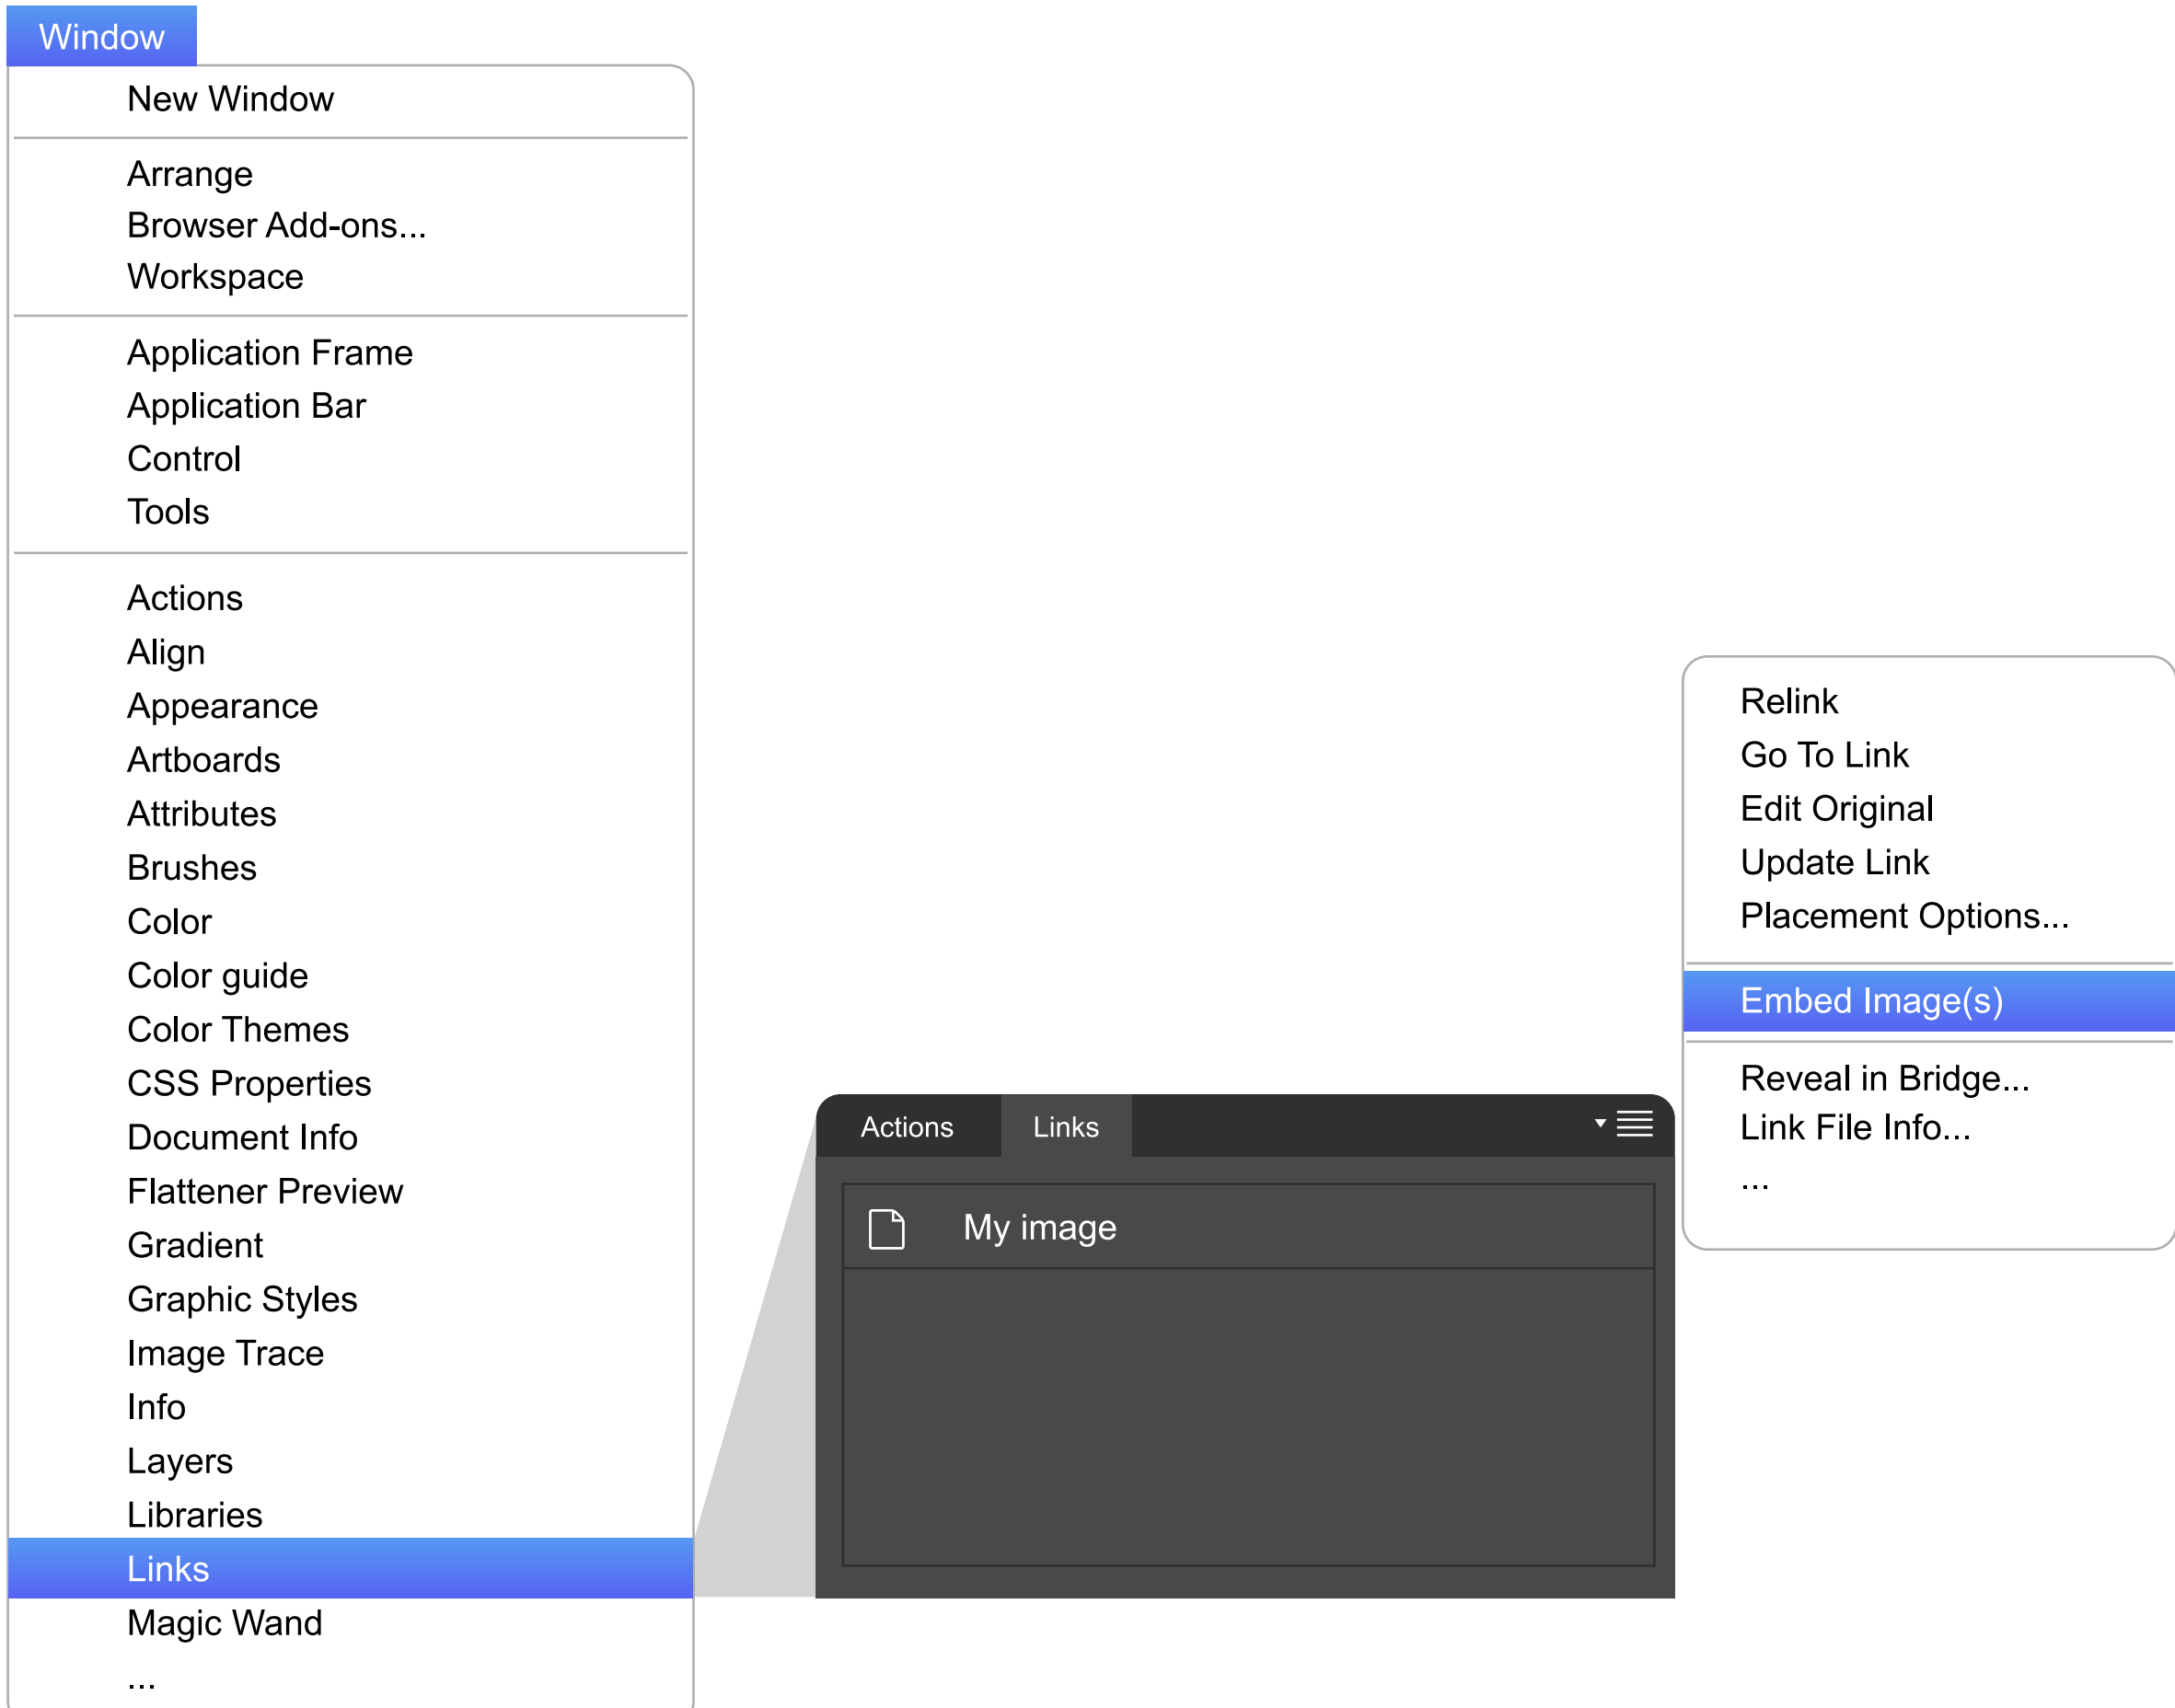 Window
New Window
Arrange
Browser Add-ons...
Workspace
Application Frame
Application Bar
Control
Tools
Actions
Align
Appearance
Artboards
Attributes
Brushes
Color
Color guide
Color Themes
CSS Properties
Document Info
Flattener Preview
Gradient
Graphic Styles
Image Trace
Info
Layers
Libraries
Links
Magic Wand
...
Actions Links
My image
Relink
Go To Link
Edit Original
Update Link
Placement Options...
Embed Image(s)
Reveal in Bridge...
Link File Info...
...